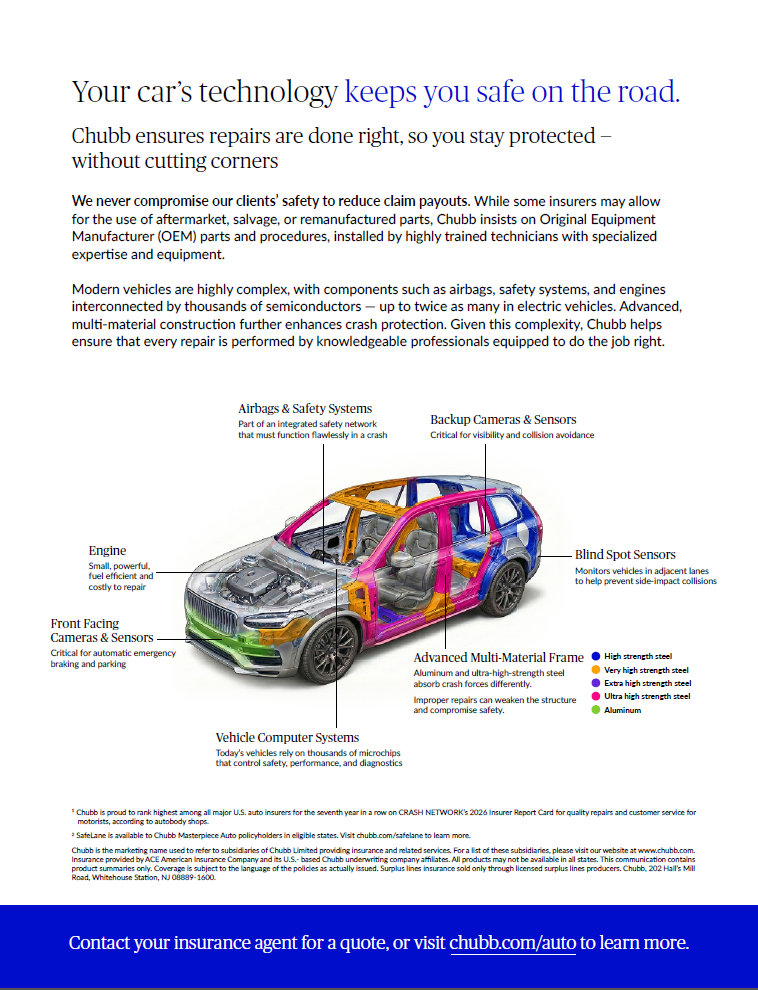 Your car’s technology keeps you safe on the road.
Chubb ensures repairs are done right, so you stay protected –
without cutting corners
We never compromise our clients’ safety to reduce claim payouts. While some insurers may allow
for the use of aftermarket, salvage, or remanufactured parts, Chubb insists on Original Equipment
Manufacturer (OEM) parts and procedures, installed by highly trained technicians with specialized
expertise and equipment.
Modern vehicles are highly complex, with components such as airbags, safety systems, and engines
interconnected by thousands of semiconductors — up to twice as many in electric vehicles. Advanced,
multi-material construction further enhances crash protection. Given this complexity, Chubb helps
ensure that every repair is performed by knowledgeable professionals equipped to do the job right.
Airbags & Safety Systems
Part of an integrated safety network
that must function flawlessly in a crash
Backup Cameras & Sensors
Critical for visibility and collision avoidance
Engine
Small, powerful,
fuel efficient and
costly to repair
Blind Spot Sensors
Monitors vehicles in adjacent lanes
to help prevent side-impact collisions
Front Facing
Cameras & Sensors
Critical for automatic emergency
braking and parking
Advanced Multi-Material Frame
Aluminum and ultra-high-strength steel
absorb crash forces differently.
Improper repairs can weaken the structure
and compromise safety.
High strength steel
Very high strength steel
Extra high strength steel
Ultra high strength steel
Aluminum
Vehicle Computer Systems
Today’s vehicles rely on thousands of microchips
that control safety, performance, and diagnostics
¹ Chubb is proud to rank highest among all major U.S. auto insurers for the seventh year in a row on CRASH NETWORK’s 2026 Insurer Report Card for quality repairs and customer service for
motorists, according to autobody shops.
² SafeLane is available to Chubb Masterpiece Auto policyholders in eligible states. Visit chubb.com/safelane to learn more.
Chubb is the marketing name used to refer to subsidiaries of Chubb Limited providing insurance and related services. For a list of these subsidiaries, please visit our website at www.chubb.com.
Insurance provided by ACE American Insurance Company and its U.S.- based Chubb underwriting company affiliates. All products may not be available in all states. This communication contains
product summaries only. Coverage is subject to the language of the policies as actually issued. Surplus lines insurance sold only through licensed surplus lines producers. Chubb, 202 Hall’s Mill
Road, Whitehouse Station, NJ 08889-1600.
Contact your insurance agent for a quote, or visit chubb.com/auto to learn more.